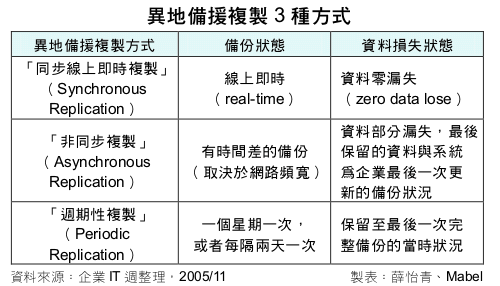 異地備援複製 3 種方式
異地備援複製方式
備份狀態
資料損失狀態
「同步線上即時複製」
（Synchronous
Replication）
線上即時
（real-time）
資料零漏失
（zero data lose）
「非同步複製」
（Asynchronous
Replication）
有時間差的備份
（取決於網路頻寬）
資料部分漏失，最後
保留的資料與系統
爲企業最後一次更
新的備份狀況
「週期性複製」
（Periodic
Replication）
一個星期一次，
或者每隔兩天一次
保留至最後一次完
整備份的當時狀況
資料來源：企業 IT 週整理，2005/11
製表：薛怡青、Mabel